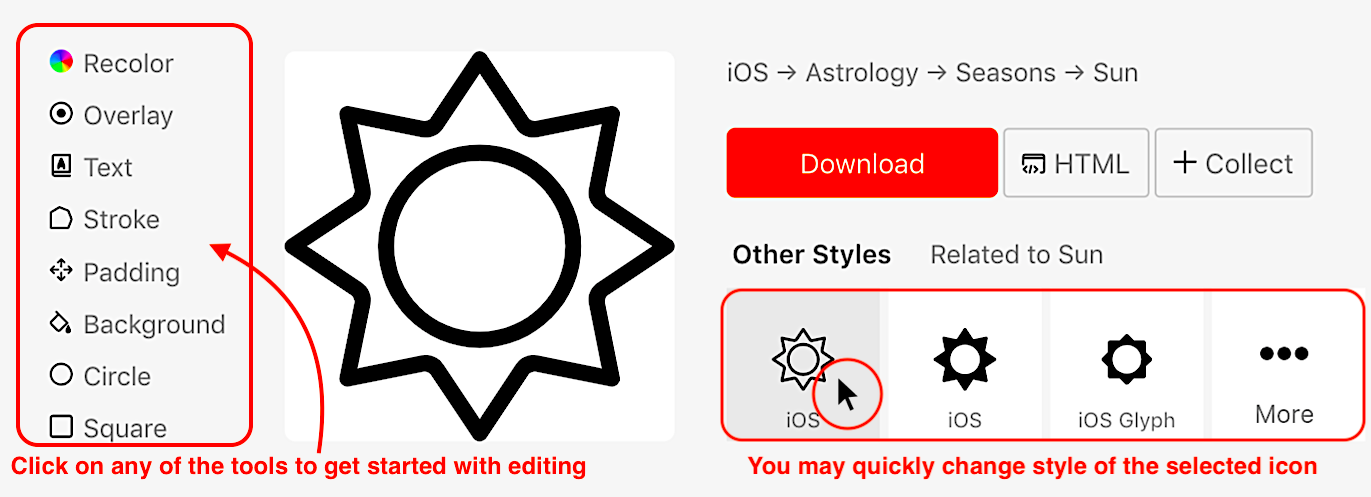 Recolor
Overlay
Text
Stroke
Padding
Background
Circle
Square
Click on any of the tools to get started with editing
iOS → Astrology → Seasons → Sun
Download
HTML
+ Collect
Other Styles
Related to Sun
iOS
iOS
iOS Glyph
More
You may quickly change style of the selected icon